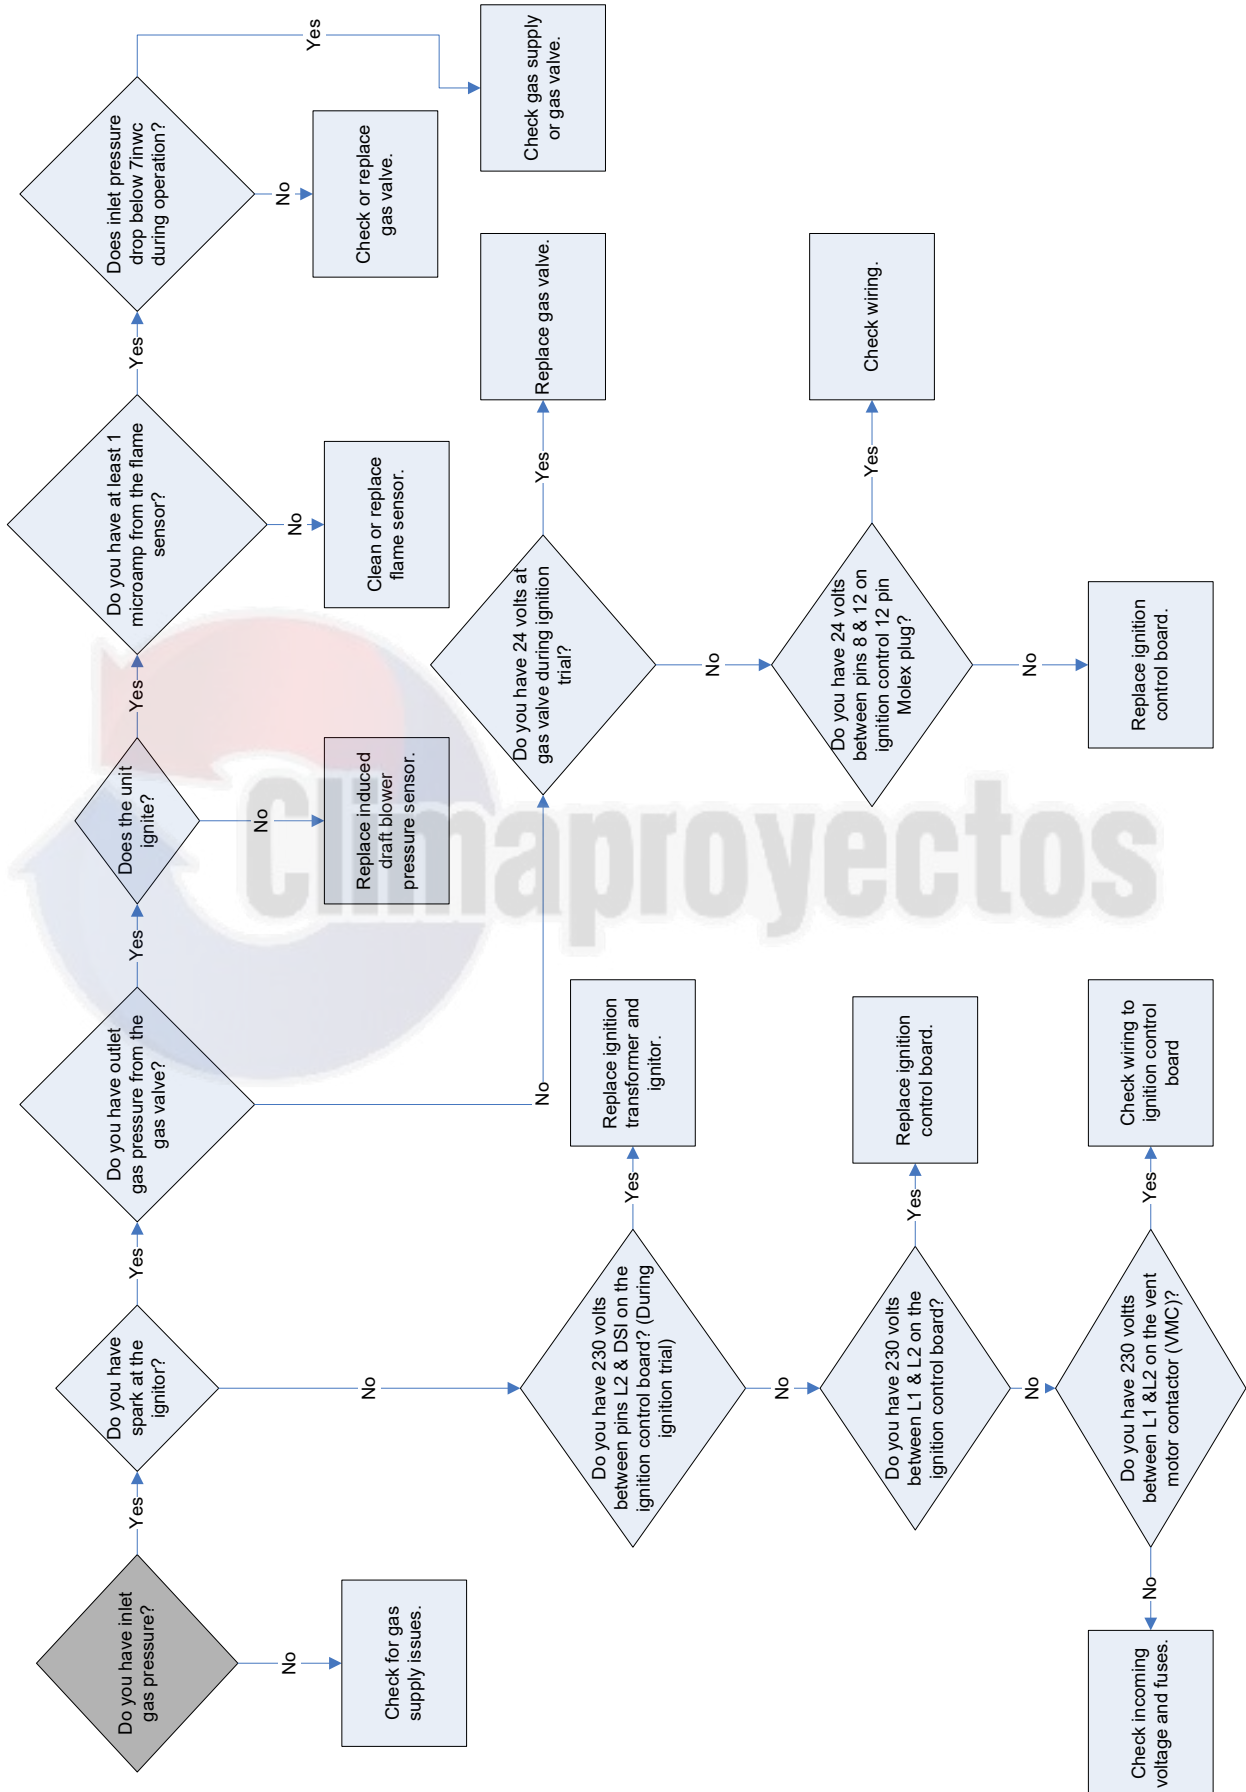 Do you have inlet
gas pressure?
Yes
No
Check for gas
supply issues.
Do you have
spark at the
ignitor?
Yes
No
Do you have outlet
gas pressure from the
gas valve?
Yes
No
Does the unit
ignite?
Yes
No
Replace induced
draft blower
pressure sensor.
Do you have at least 1
microamp from the flame
sensor?
Yes
No
Clean or replace
flame sensor.
Does inlet pressure
drop below 7inwc
during operation?
Yes
No
Check or replace
gas valve.
Check gas supply
or gas valve.
Do you have 24 volts at
gas valve during ignition
trial?
Yes
No
Replace gas valve.
Do you have 24 volts
between pins 8 & 12 on
ignition control 12 pin
Molex plug?
Yes
No
Check wiring.
Replace ignition
control board.
Do you have 230 volts
between pins L2 & DSI on the
ignition control board? (During
ignition trial)
Yes
No
Replace ignition
transformer and
ignitor.
Do you have 230 volts
between L1 & L2 on the
ignition control board?
Yes
No
Replace ignition
control board.
Do you have 230 voltts
between L1 &L2 on the vent
motor contactor (VMC)?
Yes
No
Check wiring to
ignition control
board
Check incoming
voltage and fuses.
Climaproyectos